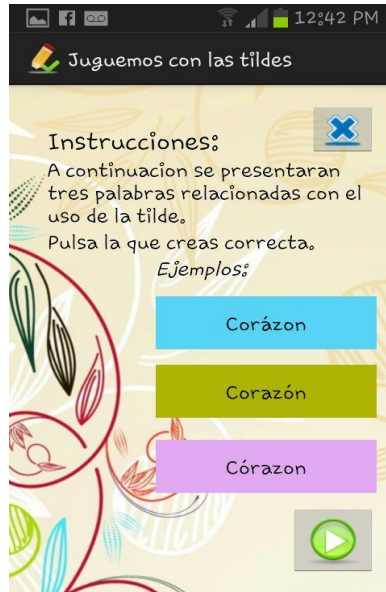 12:42 PM
Juguemos con las tildes
Instrucciones:
A continuacion se presentaran
tres palabras relacionadas con el
uso de la tilde.
Pulsa la que creas correcta.
Ejemplos:
Corázon
Corazón
Córazon